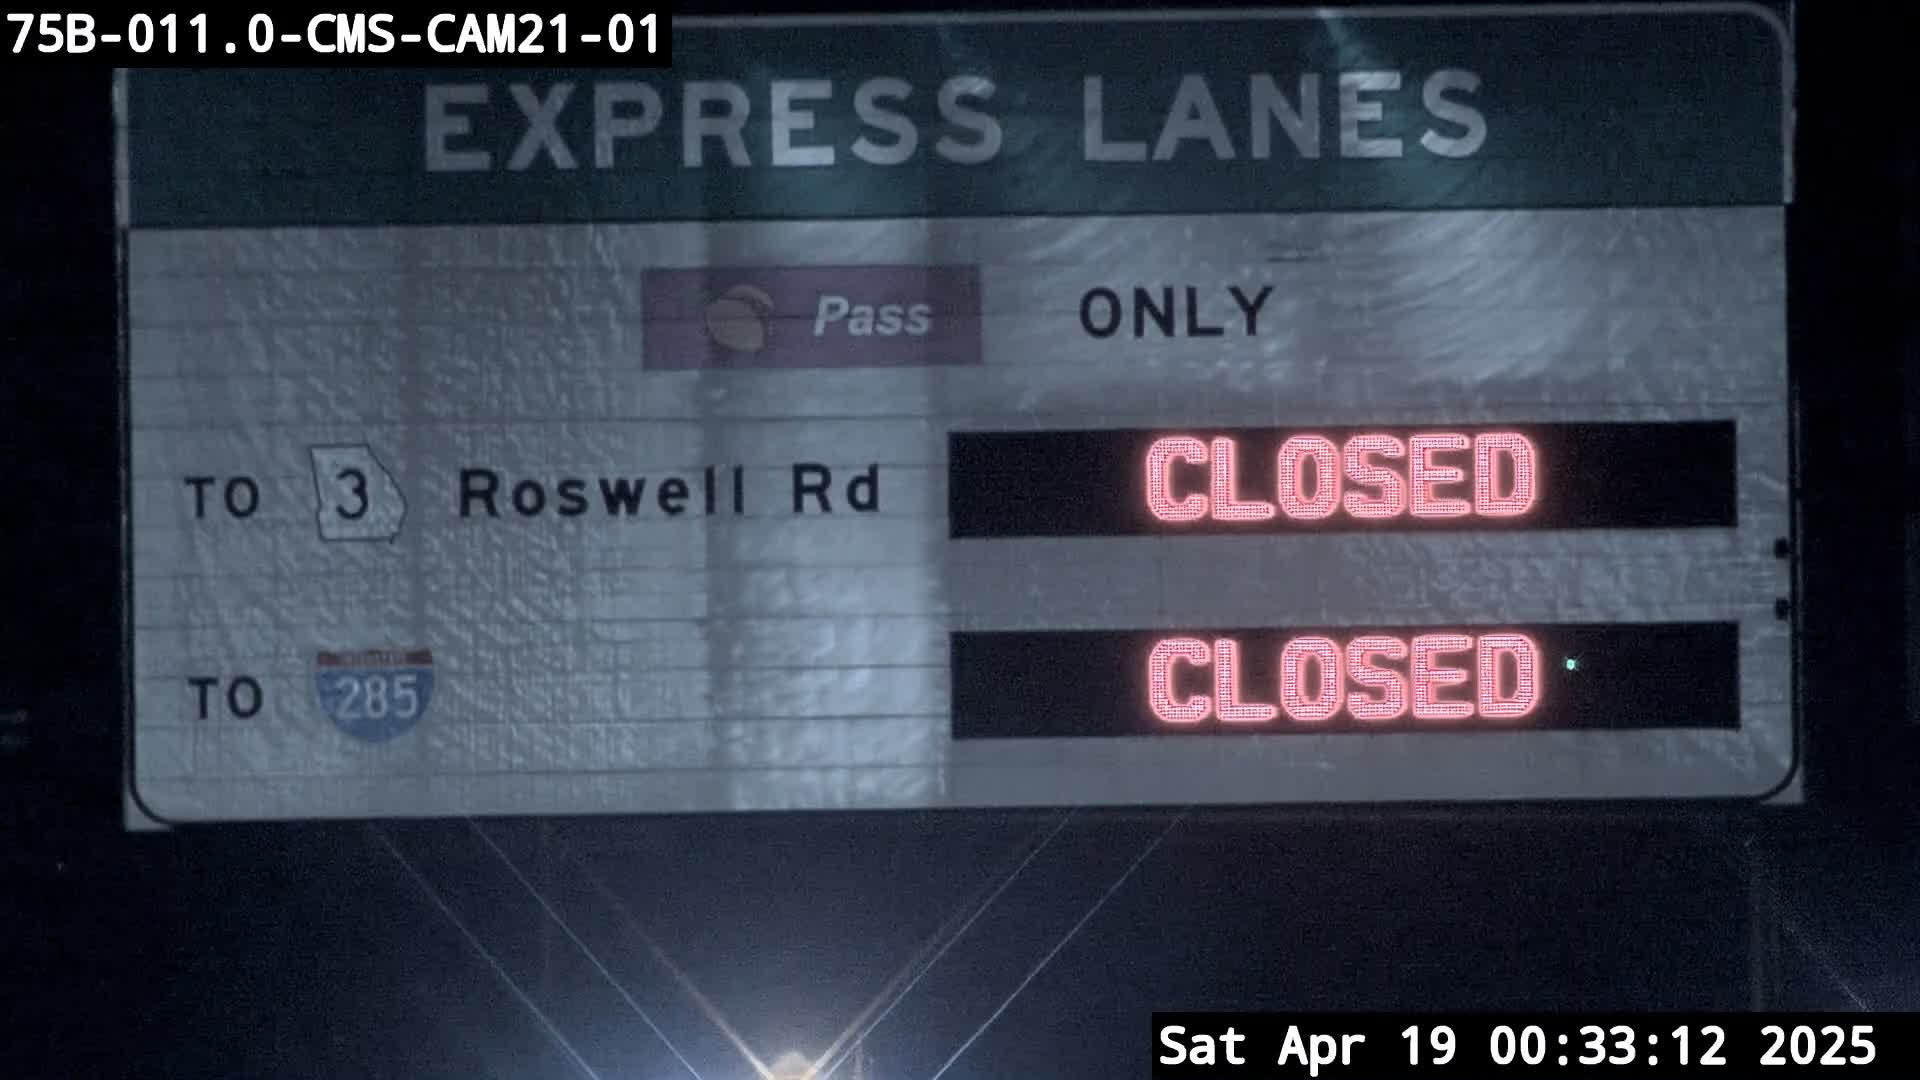 75B-011.0-CMS-CAM21-01
EXPRESS LANES
Pass ONLY
TO 3 Roswell Rd CLOSED
TO INTERSTATE 285 CLOSED
Sat Apr 19 00:33:12 2025